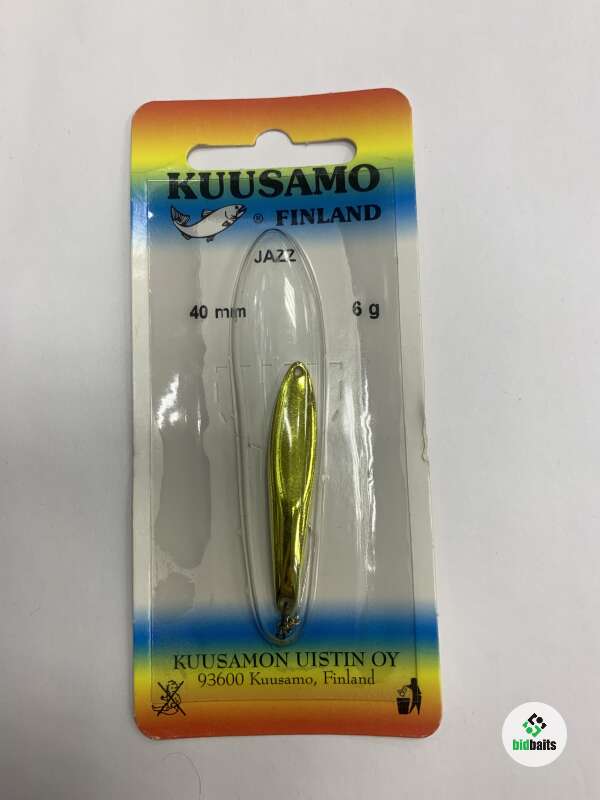 KUUSAMO
® FINLAND
JAZZ
40 mm 6 g
KUUSAMON UISTIN OY
93600 Kuusamo, Finland
bidbaits